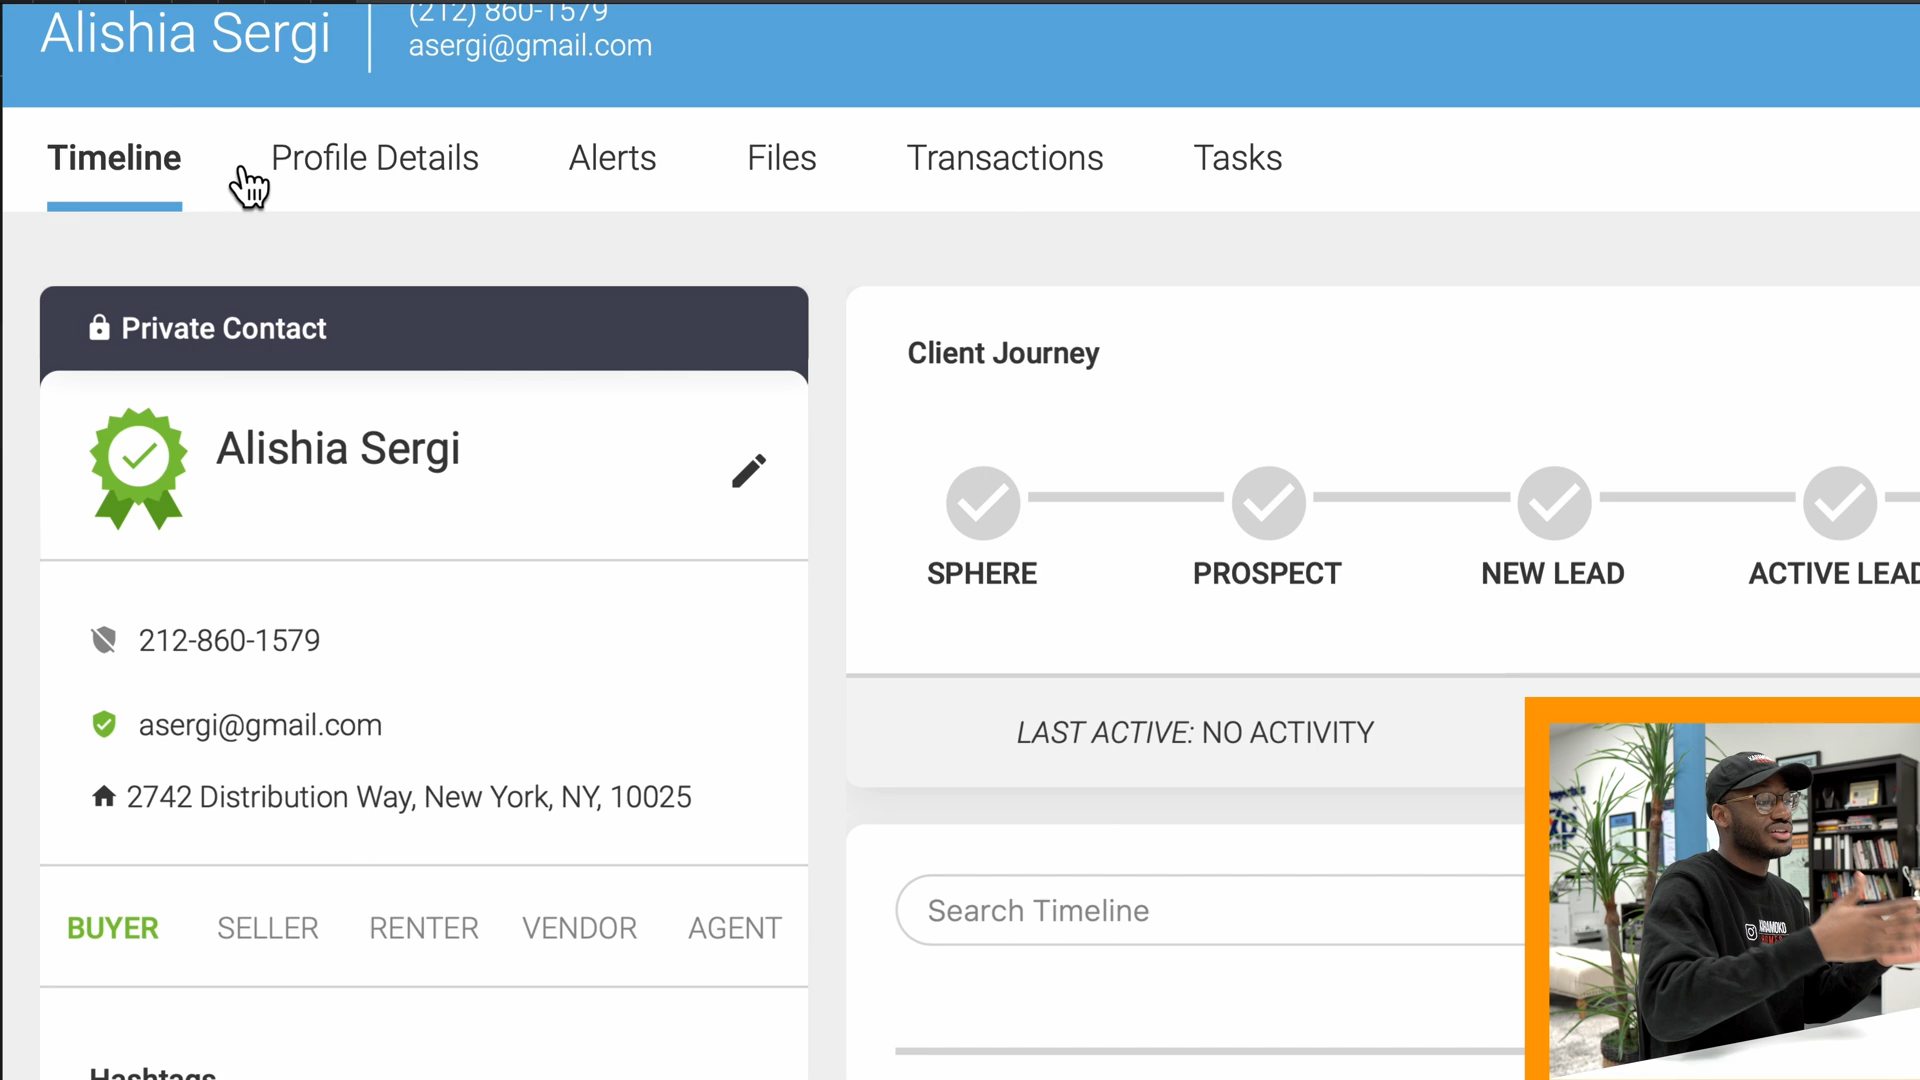 Alishia Sergi
(212) 860-1579
asergi@gmail.com
Timeline
Profile Details
Alerts
Files
Transactions
Tasks
Private Contact
Alishia Sergi
212-860-1579
asergi@gmail.com
2742 Distribution Way, New York, NY, 10025
BUYER
SELLER
RENTER
VENDOR
AGENT
Hashtags
Client Journey
SPHERE
PROSPECT
NEW LEAD
ACTIVE LEAD
LAST ACTIVE: NO ACTIVITY
Search Timeline